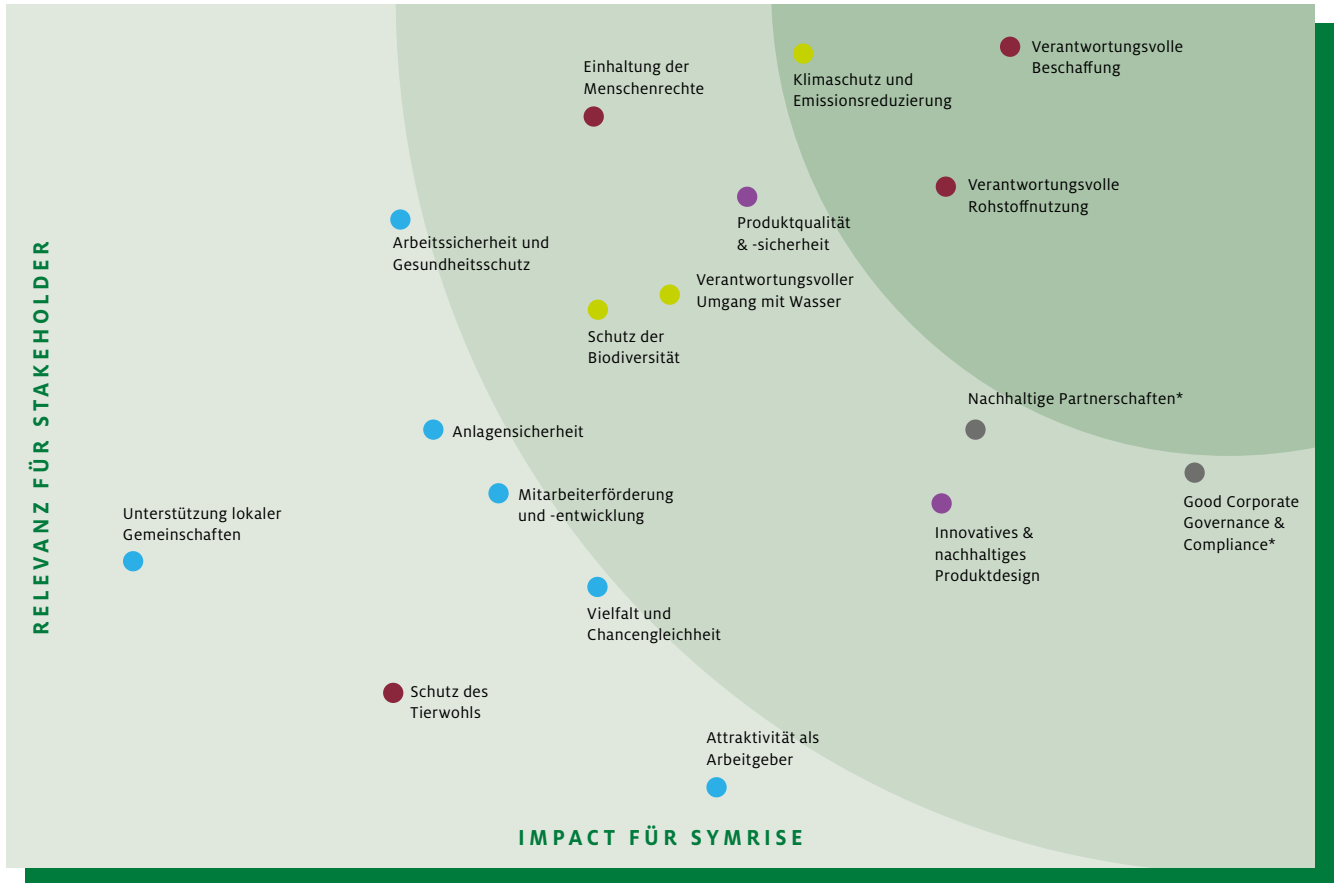 Verantwortungsvolle
Beschaffung
Einhaltung der
Menschenrechte
Klimaschutz und
Emissionsreduzierung
Verantwortungsvolle
Rohstoffnutzung
Produktqualität
& -sicherheit
Arbeitssicherheit und
Gesundheitsschutz
Verantwortungsvoller
Umgang mit Wasser
Schutz der
Biodiversität
Nachhaltige Partnerschaften*
Anlagensicherheit
Mitarbeiterförderung
und -entwicklung
Good Corporate
Governance &
Compliance*
Unterstützung lokaler
Gemeinschaften
Innovatives &
nachhaltiges
Produktdesign
Vielfalt und
Chancengleichheit
Schutz des
Tierwohls
Attraktivität als
Arbeitgeber
RELEVANZ FÜR STAKEHOLDER
IMPACT FÜR SYMRISE